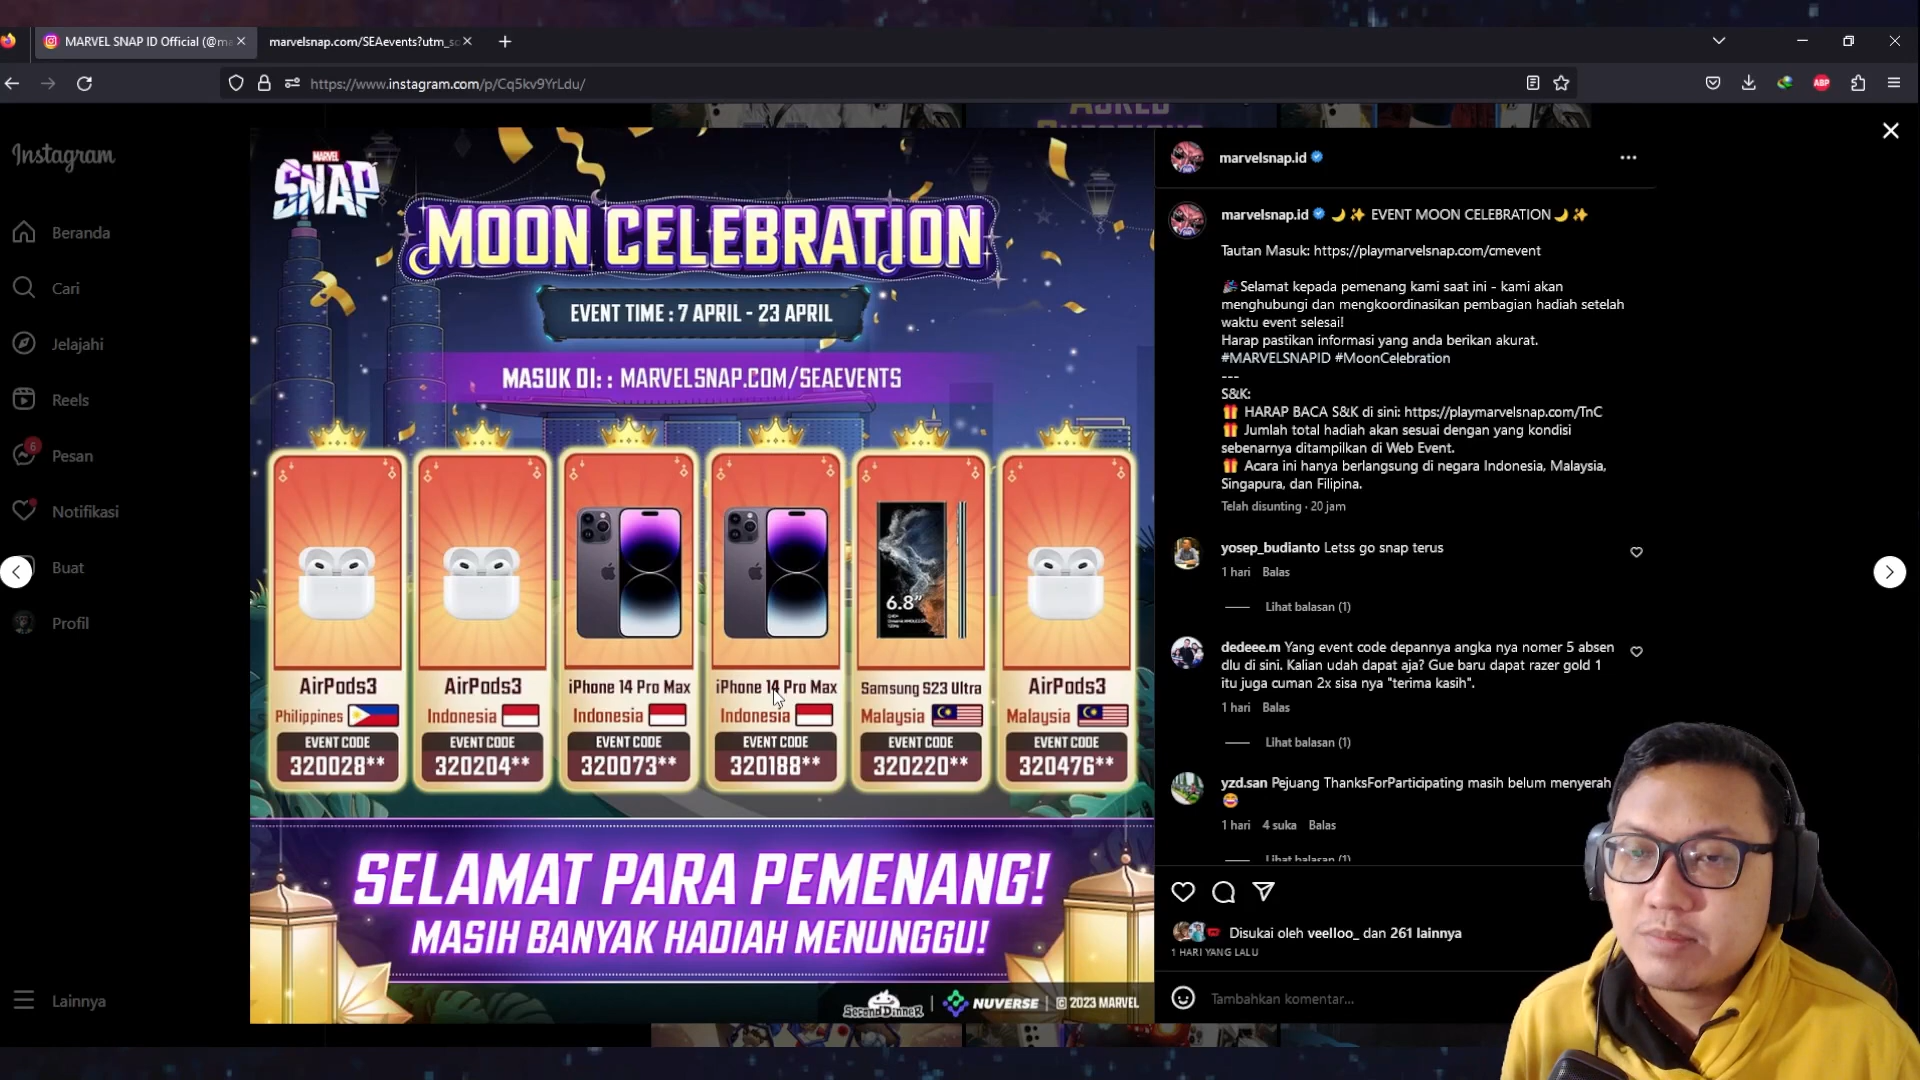 MARVEL SNAP ID Official (@ma
marvelsnap.com/SEAevents?utm_sc
https://www.instagram.com/p/Cq5kv9YrLdu/
ABP
Instagram
Beranda
Cari
Jelajahi
Reels
6
Pesan
Notifikasi
Buat
Profil
Lainnya
MARVEL
SNAP
MOON CELEBRATION
EVENT TIME : 7 APRIL - 23 APRIL
MASUK DI: : MARVELSNAP.COM/SEAEVENTS
6.8"
AirPods3
Philippines
EVENT CODE
320028**
AirPods3
Indonesia
EVENT CODE
320204**
iPhone 14 Pro Max
Indonesia
EVENT CODE
320073**
iPhone 14 Pro Max
Indonesia
EVENT CODE
320188**
Samsung S23 Ultra
Malaysia
EVENT CODE
320220**
AirPods3
Malaysia
EVENT CODE
320476**
SELAMAT PARA PEMENANG!
MASIH BANYAK HADIAH MENUNGGU!
SECOND DINNER | NUVERSE | © 2023 MARVEL
marvelsnap.id
marvelsnap.id 🌙✨ EVENT MOON CELEBRATION🌙✨
Tautan Masuk: https://playmarvelsnap.com/cmevent
🎉Selamat kepada pemenang kami saat ini - kami akan
menghubungi dan mengkoordinasikan pembagian hadiah setelah
waktu event selesai!
Harap pastikan informasi yang anda berikan akurat.
#MARVELSNAPID #MoonCelebration
---
S&K:
🎁 HARAP BACA S&K di sini: https://playmarvelsnap.com/TnC
🎁 Jumlah total hadiah akan sesuai dengan yang kondisi
sebenarnya ditampilkan di Web Event.
🎁 Acara ini hanya berlangsung di negara Indonesia, Malaysia,
Singapura, dan Filipina.
Telah disunting · 20 jam
yosep_budianto Letss go snap terus
1 hari Balas
Lihat balasan (1)
dedeee.m Yang event code depannya angka nya nomer 5 absen
dlu di sini. Kalian udah dapat aja? Gue baru dapat razer gold 1
itu juga cuman 2x sisa nya "terima kasih".
1 hari Balas
Lihat balasan (1)
yzd.san Pejuang ThanksForParticipating masih belum menyerah
😂
1 hari 4 suka Balas
Lihat balasan (1)
Disukai oleh veelloo_ dan 261 lainnya
1 HARI YANG LALU
Tambahkan komentar...